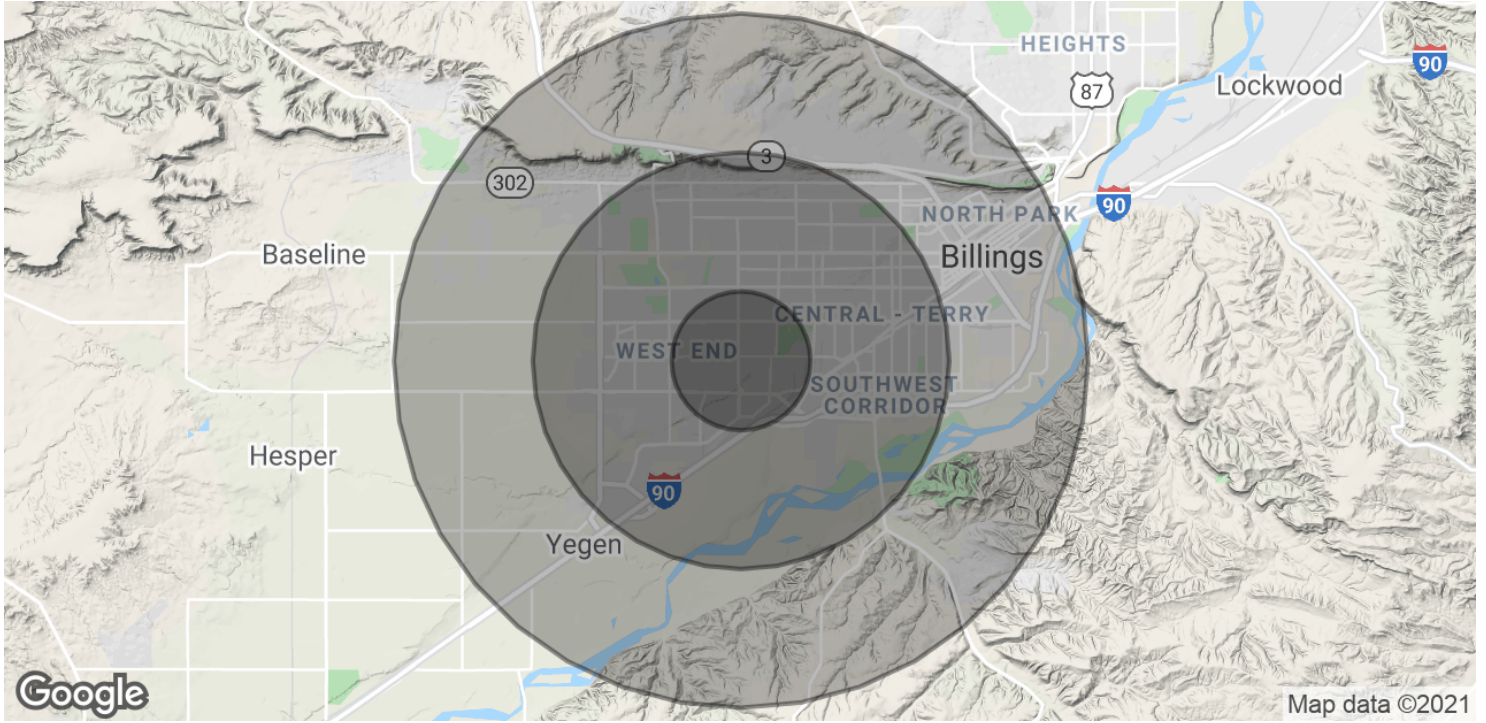 HEIGHTS
90
87
Lockwood
3
302
90
NORTH PARK
Baseline
Billings
CENTRAL - TERRY
WEST END
SOUTHWEST
CORRIDOR
Hesper
90
Yegen
Google
Map data ©2021